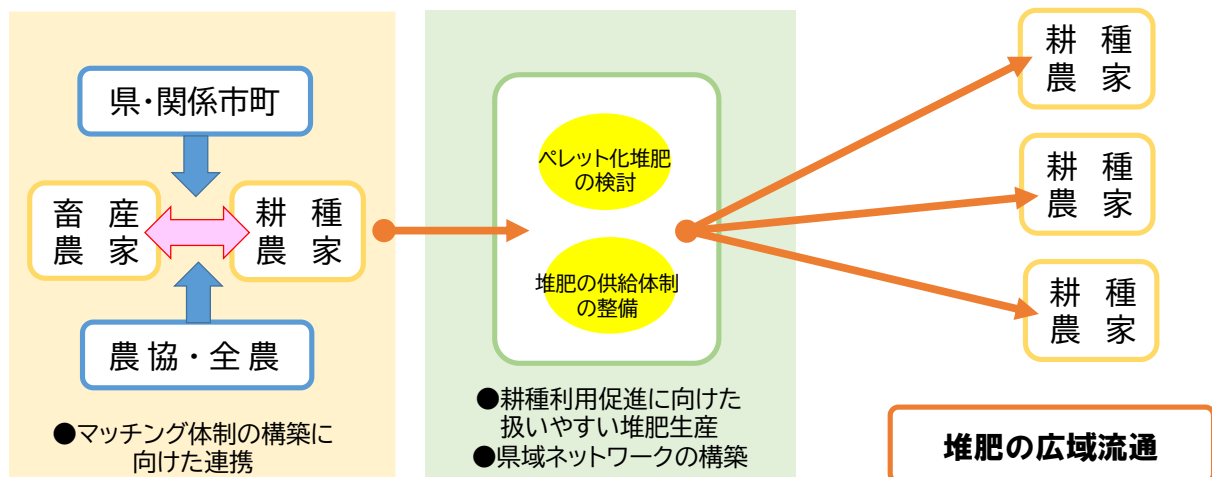 県・関係市町
畜 産
農 家
耕 種
農 家
農 協 ・ 全 農
●マッチング体制の構築に
向けた連携
ペレット化堆肥
の検討
堆肥の供給体制
の整備
●耕種利用促進に向けた
扱いやすい堆肥生産
●県域ネットワークの構築
耕 種
農 家
耕 種
農 家
耕 種
農 家
堆肥の広域流通